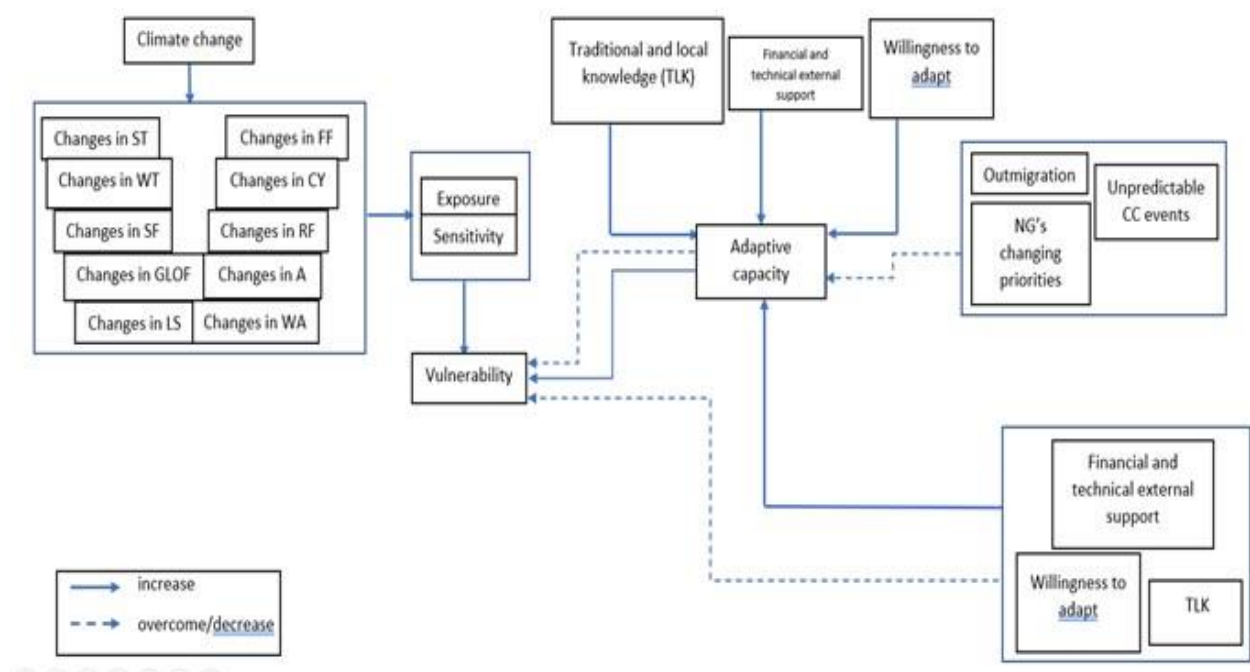 Climate change
Changes in ST
Changes in FF
Changes in WT
Changes in CY
Changes in SF
Changes in RF
Changes in GLOF
Changes in A
Changes in LS
Changes in WA
Exposure
Sensitivity
Vulnerability
Traditional and local
knowledge (TLK)
Financial and
technical external
support
Willingness to
adapt
Adaptive
capacity
Outmigration
Unpredictable
CC events
NG's
changing
priorities
Financial and
technical external
support
Willingness to
adapt
TLK
increase
overcome/decrease